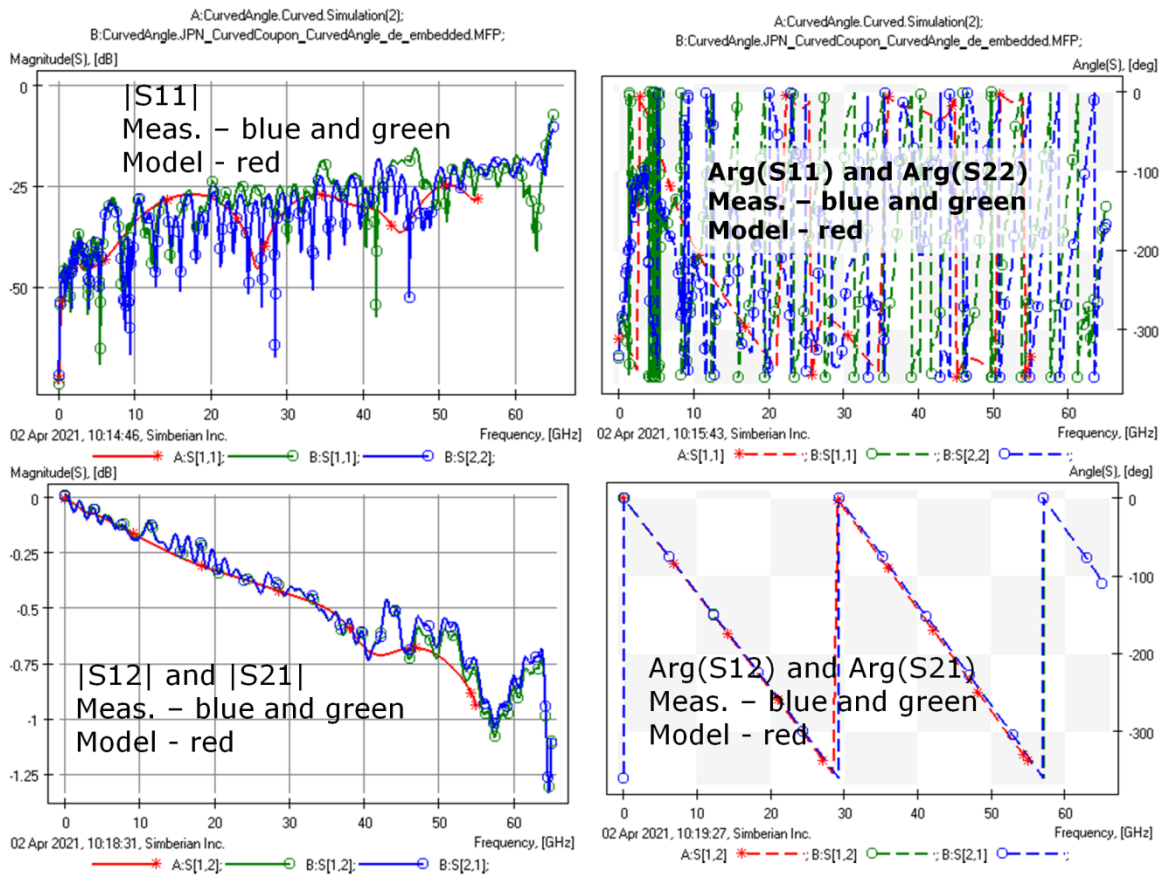 A:CurvedAngle.Curved.Simulation(2);
B:CurvedAngle.JPN_CurvedCoupon_CurvedAngle_de_embedded.MFP;
Magnitude(S), [dB]
|S11|
Meas. – blue and green
Model - red
0
-25
-50
0 10 20 30 40 50 60
Frequency, [GHz]
02 Apr 2021, 10:14:46, Simberian Inc.
A:S[1,1]; B:S[1,1]; B:S[2,2];
A:CurvedAngle.Curved.Simulation(2);
B:CurvedAngle.JPN_CurvedCoupon_CurvedAngle_de_embedded.MFP;
Angle(S), [deg]
Arg(S11) and Arg(S22)
Meas. – blue and green
Model - red
0
-100
-200
-300
0 10 20 30 40 50 60
Frequency, [GHz]
02 Apr 2021, 10:15:43, Simberian Inc.
A:S[1,1] ; B:S[1,1] ; B:S[2,2] ;
Magnitude(S), [dB]
0
-0.25
-0.5
-0.75
-1
-1.25
|S12| and |S21|
Meas. – blue and green
Model - red
0 10 20 30 40 50 60
Frequency, [GHz]
02 Apr 2021, 10:18:31, Simberian Inc.
A:S[1,2]; B:S[1,2]; B:S[2,1];
Angle(S), [deg]
0
-100
-200
-300
Arg(S12) and Arg(S21)
Meas. – blue and green
Model - red
0 10 20 30 40 50 60
Frequency, [GHz]
02 Apr 2021, 10:19:27, Simberian Inc.
A:S[1,2] ; B:S[1,2] ; B:S[2,1] ;